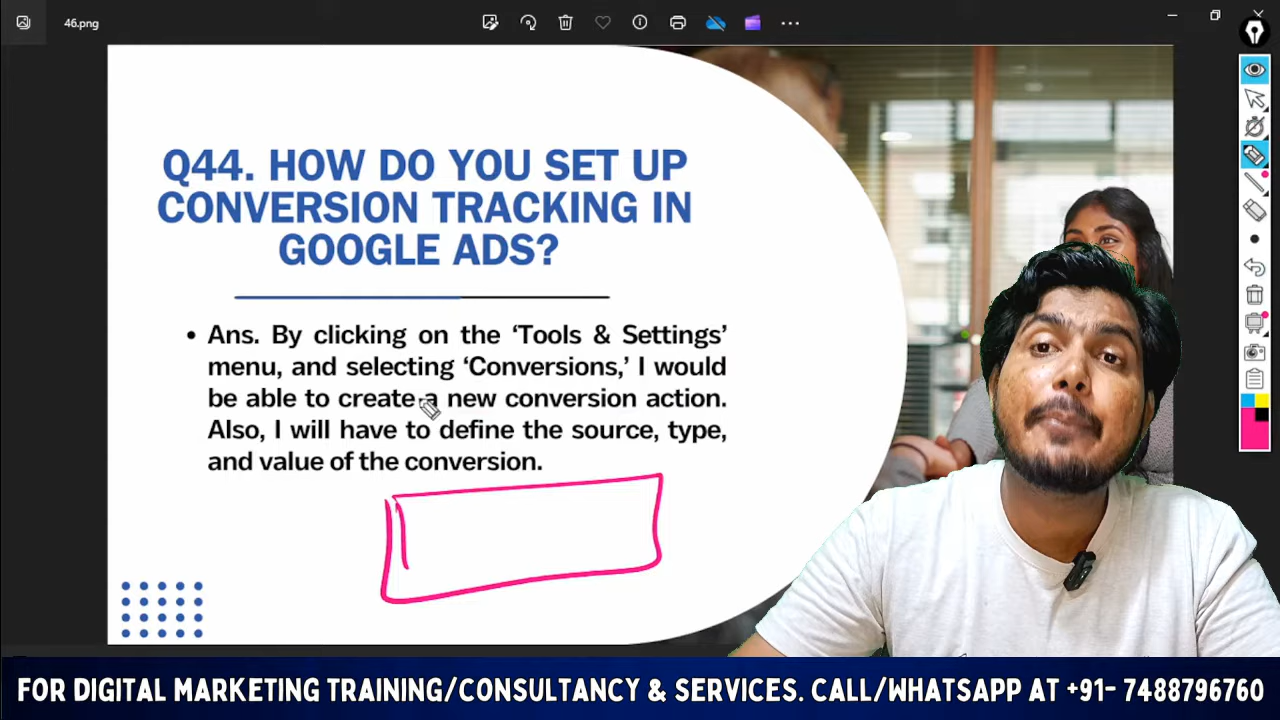 46.png
Q44. HOW DO YOU SET UP
CONVERSION TRACKING IN
GOOGLE ADS?
• Ans. By clicking on the ‘Tools & Settings’
menu, and selecting ‘Conversions,’ I would
be able to create a new conversion action.
Also, I will have to define the source, type,
and value of the conversion.
FOR DIGITAL MARKETING TRAINING/CONSULTANCY & SERVICES. CALL/WHATSAPP AT +91- 7488796760